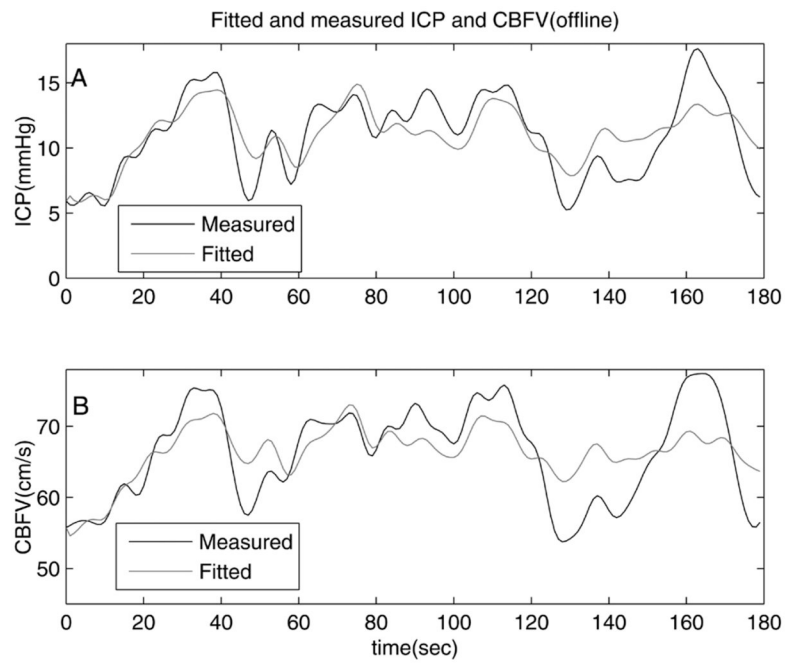 Fitted and measured ICP and CBFV(offline)
A
15
10
5
0
ICP(mmHg)
Measured
Fitted
0 20 40 60 80 100 120 140 160 180
B
70
60
50
CBFV(cm/s)
Measured
Fitted
0 20 40 60 80 100 120 140 160 180
time(sec)